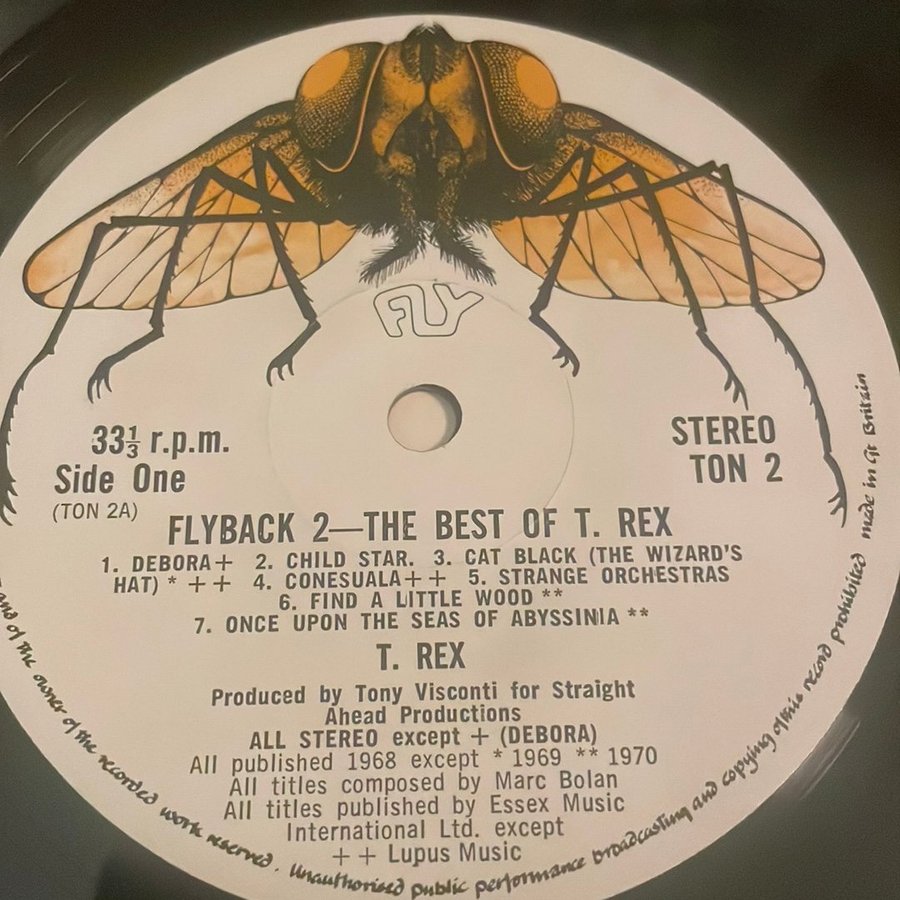 FLY
33⅓ r.p.m.
Side One
(TON 2A)
STEREO
TON 2
FLYBACK 2—THE BEST OF T. REX
1. DEBORA+ 2. CHILD STAR. 3. CAT BLACK (THE WIZARD'S
HAT) * ++ 4. CONESUALA++ 5. STRANGE ORCHESTRAS
6. FIND A LITTLE WOOD **
7. ONCE UPON THE SEAS OF ABYSSINIA **
T. REX
Produced by Tony Visconti for Straight
Ahead Productions
ALL STEREO except + (DEBORA)
All published 1968 except * 1969 ** 1970
All titles composed by Marc Bolan
All titles published by Essex Music
International Ltd. except
++ Lupus Music
and of the owner of the recorded work reserved. Unauthorised public performance broadcasting and copying of this record prohibited made in Gt Britain